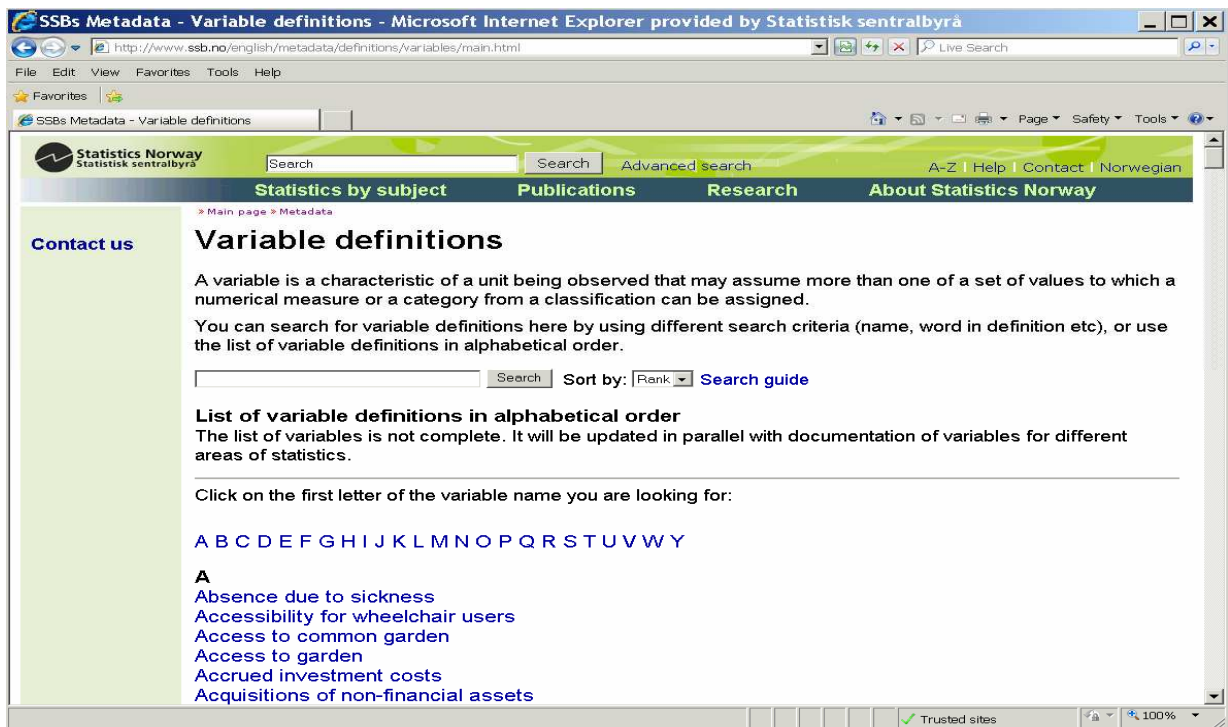 SSBs Metadata - Variable definitions - Microsoft Internet Explorer provided by Statistisk sentralbyrå
http://www.ssb.no/english/metadata/definitions/variables/main.html
Live Search
File Edit View Favorites Tools Help
Favorites
SSBs Metadata - Variable definitions
Page Safety Tools
Statistics Norway
Statistisk sentralbyrå
Search Search Advanced search
A-Z | Help | Contact | Norwegian
Statistics by subject Publications Research About Statistics Norway
» Main page » Metadata
Contact us
Variable definitions
A variable is a characteristic of a unit being observed that may assume more than one of a set of values to which a
numerical measure or a category from a classification can be assigned.
You can search for variable definitions here by using different search criteria (name, word in definition etc), or use
the list of variable definitions in alphabetical order.
Search Sort by: Rank Search guide
List of variable definitions in alphabetical order
The list of variables is not complete. It will be updated in parallel with documentation of variables for different
areas of statistics.
Click on the first letter of the variable name you are looking for:
A B C D E F G H I J K L M N O P Q R S T U V W Y
A
Absence due to sickness
Accessibility for wheelchair users
Access to common garden
Access to garden
Accrued investment costs
Acquisitions of non-financial assets
Trusted sites
100%